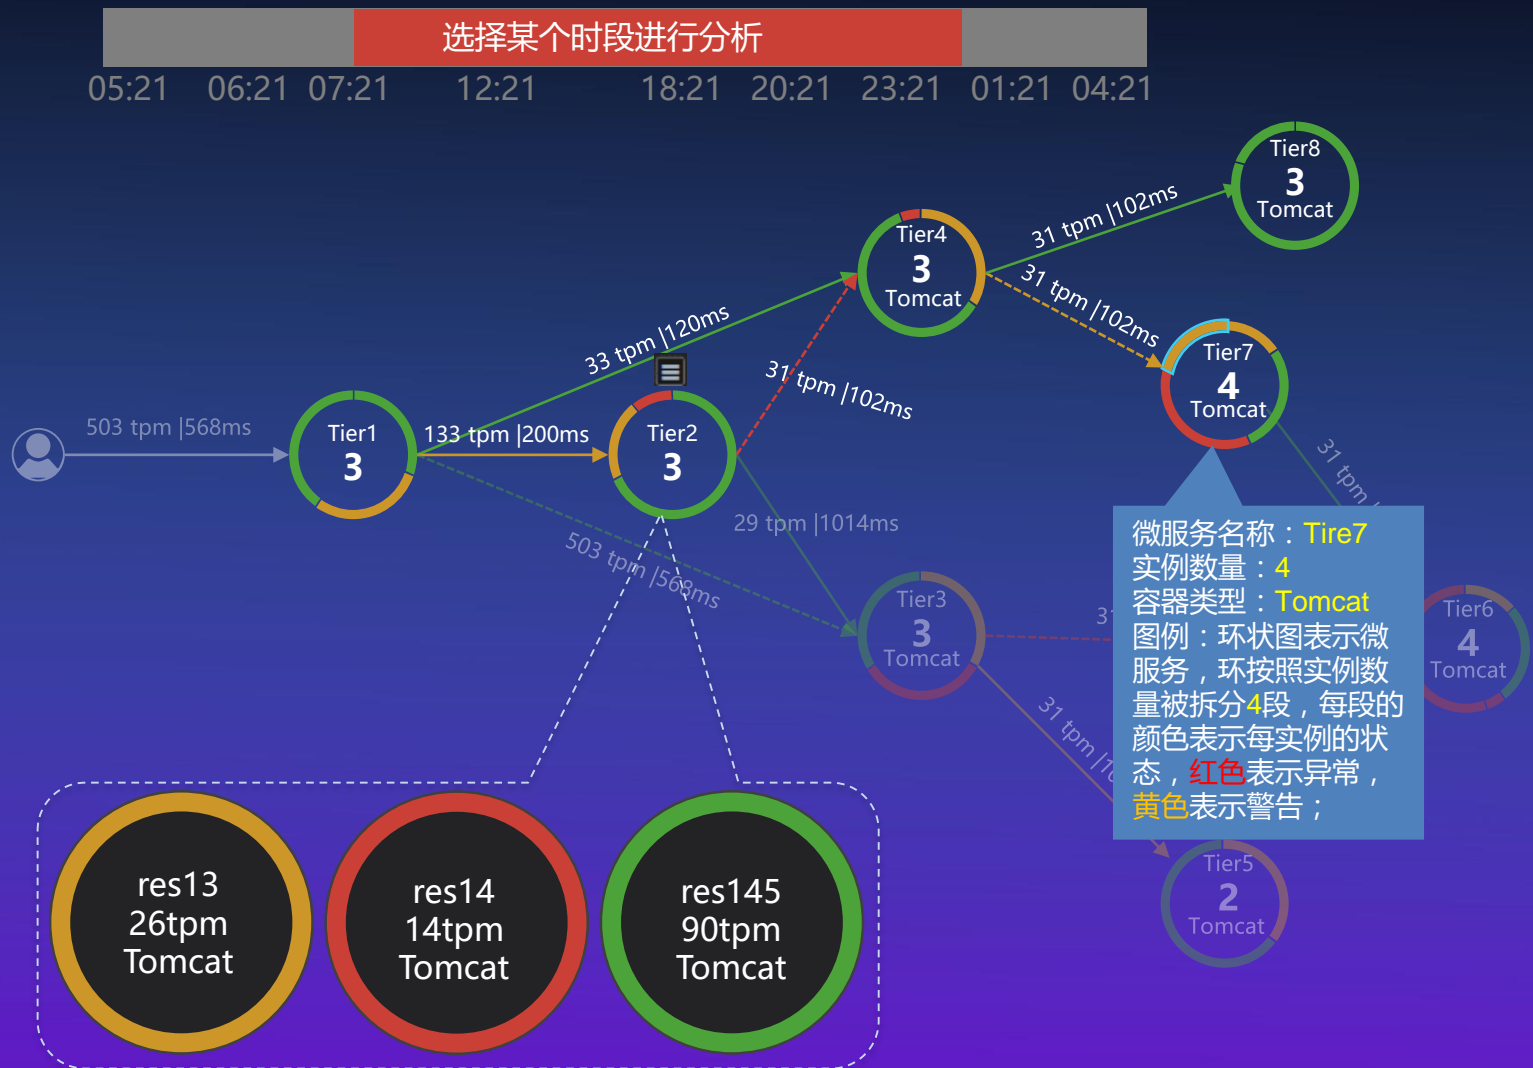 选择某个时段进行分析
05:21 06:21 07:21 12:21 18:21 20:21 23:21 01:21 04:21
Tier8
3
Tomcat
31 tpm |102ms
Tier4
3
Tomcat
31 tpm |102ms
33 tpm |120ms
Tier7
4
Tomcat
31 tpm |102ms
503 tpm |568ms
Tier1
3
133 tpm |200ms
Tier2
3
31 tpm |
29 tpm |1014ms
503 tpm |568ms
微服务名称：Tire7
实例数量：4
容器类型：Tomcat
图例：环状图表示微
服务，环按照实例数
量被拆分4段，每段的
颜色表示每实例的状
态，红色表示异常，
黄色表示警告；
Tier3
3
Tomcat
31
Tier6
4
Tomcat
31 tpm |10
Tier5
2
Tomcat
res13
26tpm
Tomcat
res14
14tpm
Tomcat
res145
90tpm
Tomcat